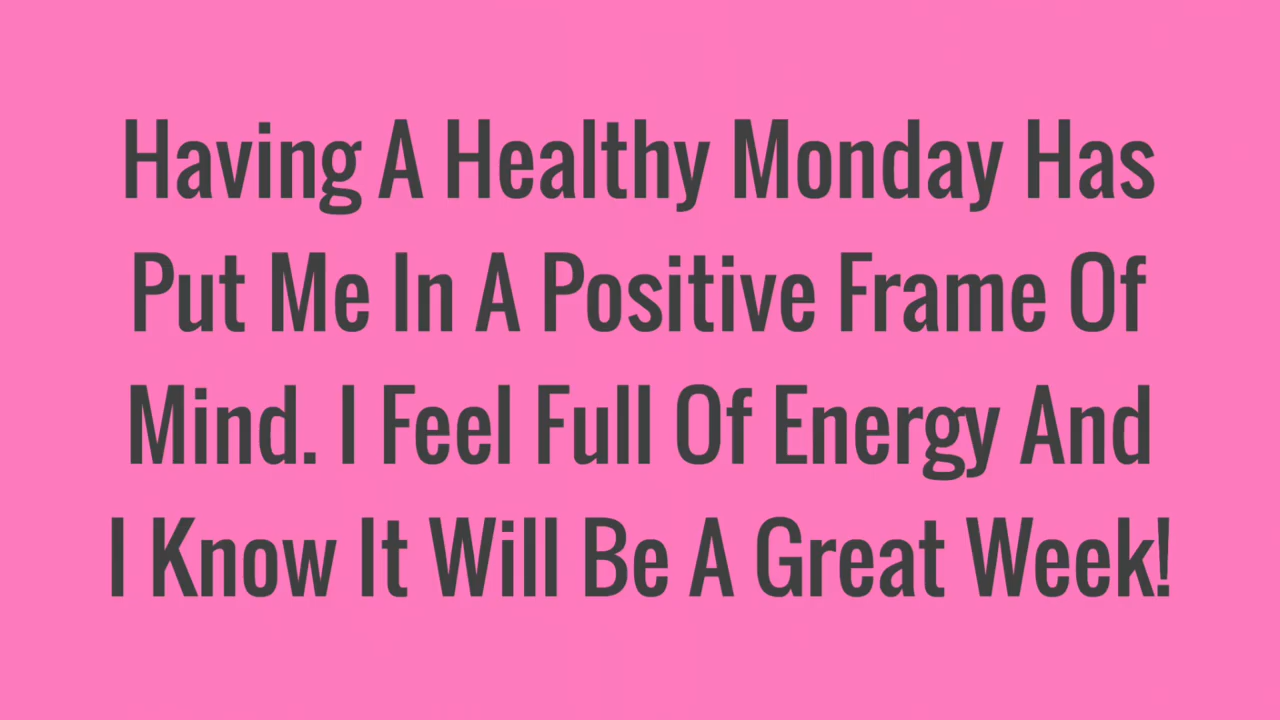 Having A Healthy Monday Has
Put Me In A Positive Frame Of
Mind. I Feel Full Of Energy And
I Know It Will Be A Great Week!